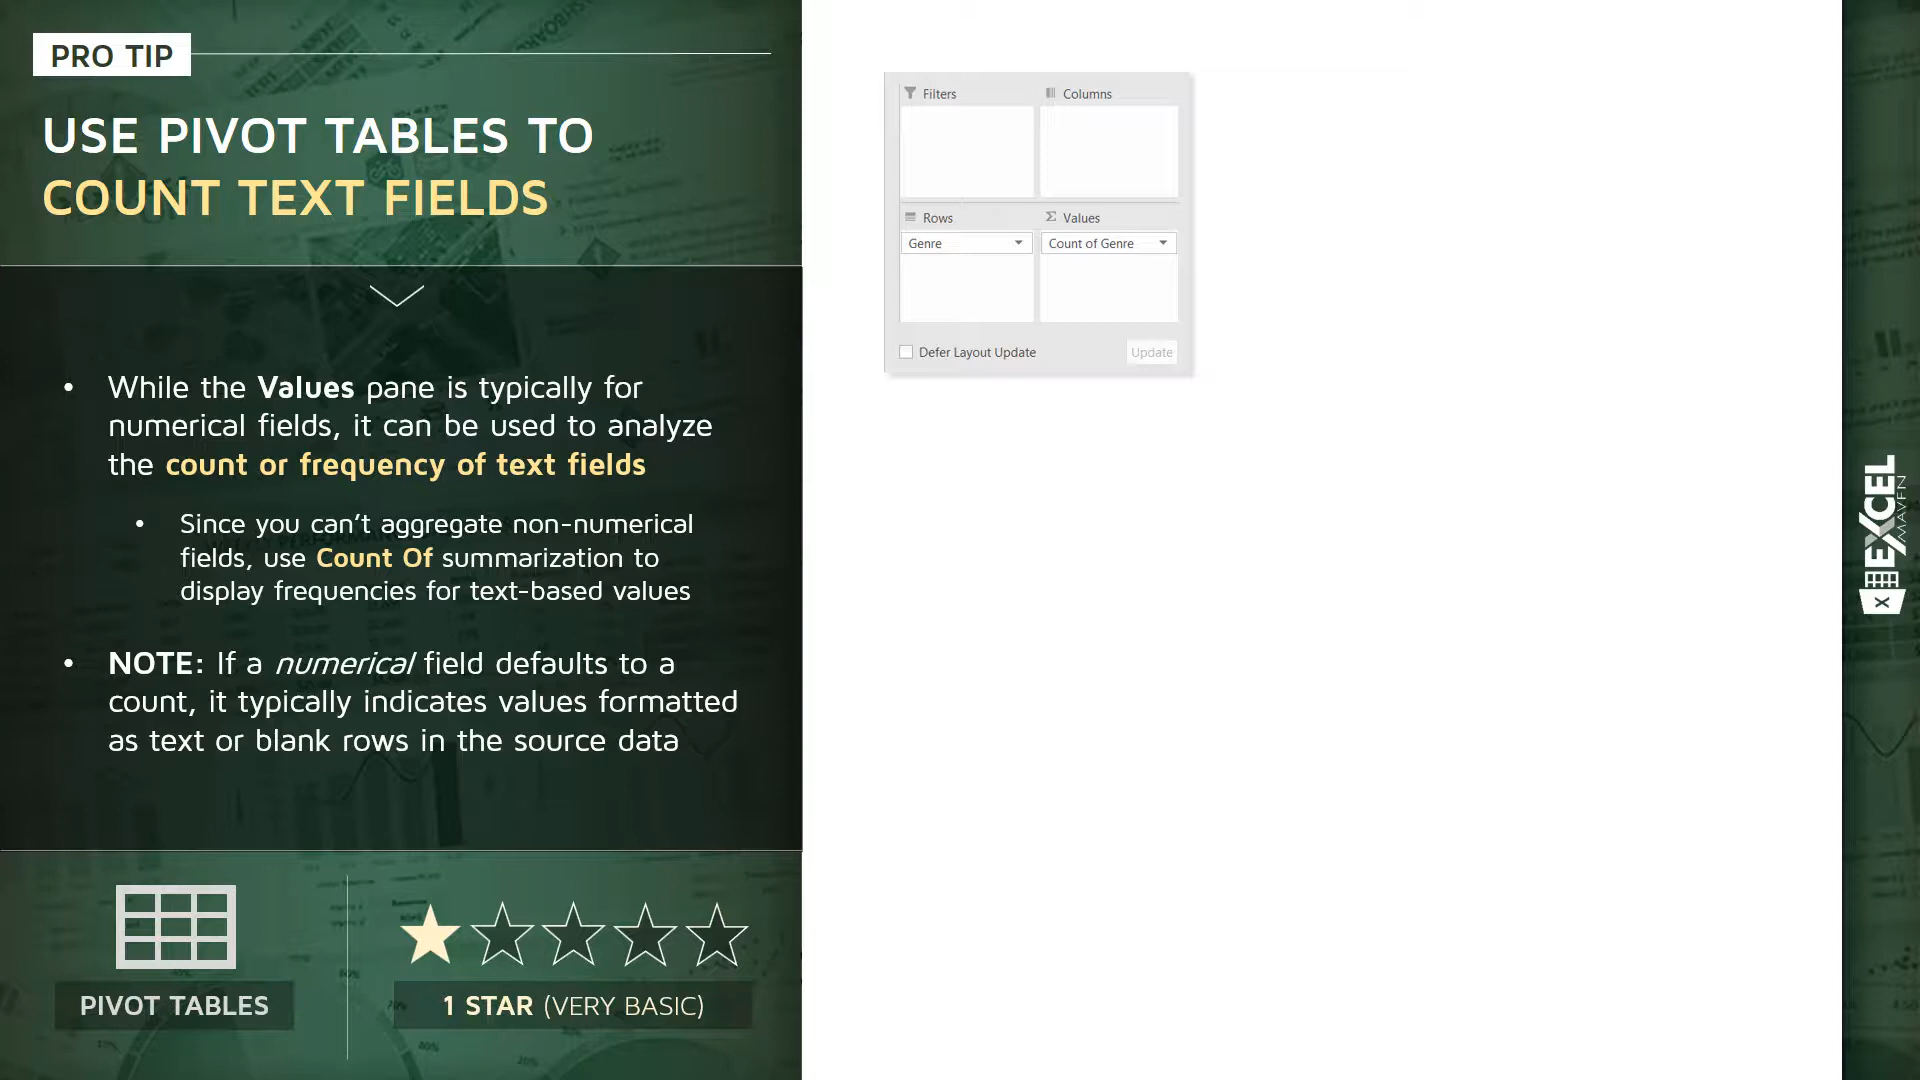 PRO TIP
USE PIVOT TABLES TO
COUNT TEXT FIELDS
• While the Values pane is typically for
numerical fields, it can be used to analyze
the count or frequency of text fields
• Since you can’t aggregate non-numerical
fields, use Count Of summarization to
display frequencies for text-based values
• NOTE: If a numerical field defaults to a
count, it typically indicates values formatted
as text or blank rows in the source data
PIVOT TABLES
1 STAR (VERY BASIC)
Filters
Columns
Rows
Values
Genre
Count of Genre
Defer Layout Update
Update
X EXCEL
MAVEN